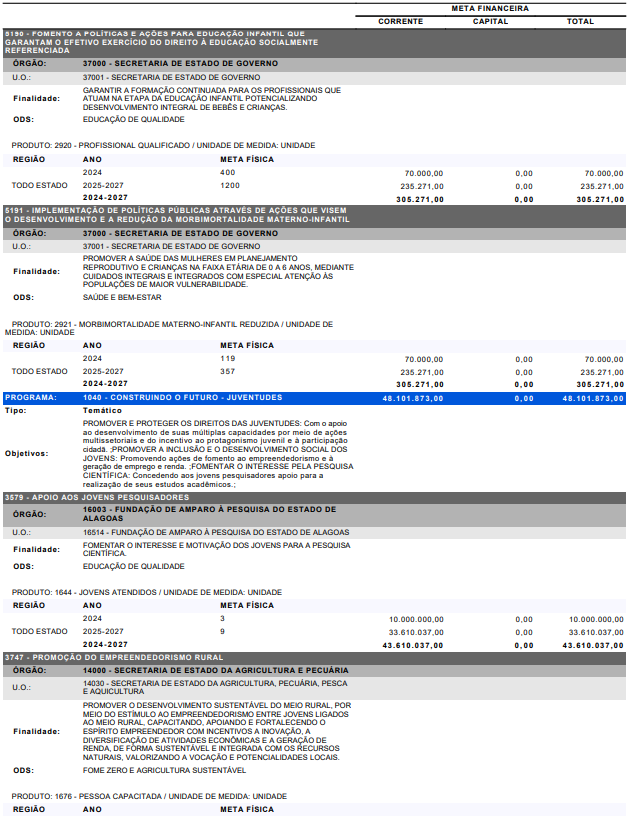 META FINANCEIRA
CORRENTE CAPITAL TOTAL
5190 - FOMENTO A POLÍTICAS E AÇÕES PARA EDUCAÇÃO INFANTIL QUE
GARANTAM O EFETIVO EXERCÍCIO DO DIREITO À EDUCAÇÃO SOCIALMENTE
REFERENCIADA
ÓRGÃO: 37000 - SECRETARIA DE ESTADO DE GOVERNO
U.O.: 37001 - SECRETARIA DE ESTADO DE GOVERNO
Finalidade: GARANTIR A FORMAÇÃO CONTINUADA PARA OS PROFISSIONAIS QUE
ATUAM NA ETAPA DA EDUCAÇÃO INFANTIL POTENCIALIZANDO
DESENVOLVIMENTO INTEGRAL DE BEBÊS E CRIANÇAS.
ODS: EDUCAÇÃO DE QUALIDADE
PRODUTO: 2920 - PROFISSIONAL QUALIFICADO / UNIDADE DE MEDIDA: UNIDADE
REGIÃO ANO META FÍSICA
2024 400 70.000,00 0,00 70.000,00
TODO ESTADO 2025-2027 1200 235.271,00 0,00 235.271,00
2024-2027 305.271,00 0,00 305.271,00
5191 - IMPLEMENTAÇÃO DE POLÍTICAS PÚBLICAS ATRAVÉS DE AÇÕES QUE VISEM
O DESENVOLVIMENTO E A REDUÇÃO DA MORBIMORTALIDADE MATERNO-INFANTIL
ÓRGÃO: 37000 - SECRETARIA DE ESTADO DE GOVERNO
U.O.: 37001 - SECRETARIA DE ESTADO DE GOVERNO
Finalidade: PROMOVER A SAÚDE DAS MULHERES EM PLANEJAMENTO
REPRODUTIVO E CRIANÇAS NA FAIXA ETÁRIA DE 0 A 6 ANOS, MEDIANTE
CUIDADOS INTEGRAIS E INTEGRADOS COM ESPECIAL ATENÇÃO ÀS
POPULAÇÕES DE MAIOR VULNERABILIDADE.
ODS: SAÚDE E BEM-ESTAR
PRODUTO: 2921 - MORBIMORTALIDADE MATERNO-INFANTIL REDUZIDA / UNIDADE DE
MEDIDA: UNIDADE
REGIÃO ANO META FÍSICA
2024 119 70.000,00 0,00 70.000,00
TODO ESTADO 2025-2027 357 235.271,00 0,00 235.271,00
2024-2027 305.271,00 0,00 305.271,00
PROGRAMA: 1040 - CONSTRUINDO O FUTURO - JUVENTUDES 48.101.873,00 0,00 48.101.873,00
Tipo: Temático
Objetivos: PROMOVER E PROTEGER OS DIREITOS DAS JUVENTUDES: Com o apoio
ao desenvolvimento de suas múltiplas capacidades por meio de ações
multissetoriais e do incentivo ao protagonismo juvenil e à participação
cidadã. ;PROMOVER A INCLUSÃO E O DESENVOLVIMENTO SOCIAL DOS
JOVENS: Promovendo ações de fomento ao empreendedorismo e à
geração de emprego e renda. ;FOMENTAR O INTERESSE PELA PESQUISA
CIENTÍFICA: Concedendo aos jovens pesquisadores apoio para a
realização de seus estudos acadêmicos.;
3579 - APOIO AOS JOVENS PESQUISADORES
ÓRGÃO: 16003 - FUNDAÇÃO DE AMPARO À PESQUISA DO ESTADO DE
ALAGOAS
U.O.: 16514 - FUNDAÇÃO DE AMPARO À PESQUISA DO ESTADO DE ALAGOAS
Finalidade: FOMENTAR O INTERESSE E MOTIVAÇÃO DOS JOVENS PARA A PESQUISA
CIENTÍFICA.
ODS: EDUCAÇÃO DE QUALIDADE
PRODUTO: 1644 - JOVENS ATENDIDOS / UNIDADE DE MEDIDA: UNIDADE
REGIÃO ANO META FÍSICA
2024 3 10.000.000,00 0,00 10.000.000,00
TODO ESTADO 2025-2027 9 33.610.037,00 0,00 33.610.037,00
2024-2027 43.610.037,00 0,00 43.610.037,00
3747 - PROMOÇÃO DO EMPREENDEDORISMO RURAL
ÓRGÃO: 14000 - SECRETARIA DE ESTADO DA AGRICULTURA E PECUÁRIA
U.O.: 14030 - SECRETARIA DE ESTADO DA AGRICULTURA, PECUÁRIA, PESCA
E AQUICULTURA
Finalidade: PROMOVER O DESENVOLVIMENTO SUSTENTÁVEL DO MEIO RURAL, POR
MEIO DO ESTÍMULO AO EMPREENDEDORISMO ENTRE JOVENS LIGADOS
AO MEIO RURAL, CAPACITANDO, APOIANDO E FORTALECENDO O
ESPÍRITO EMPREENDEDOR COM INCENTIVOS A INOVAÇÃO, A
DIVERSIFICAÇÃO DE ATIVIDADES ECONÔMICAS E A GERAÇÃO DE
RENDA, DE FORMA SUSTENTÁVEL E INTEGRADA COM OS RECURSOS
NATURAIS, VALORIZANDO A VOCAÇÃO E POTENCIALIDADES LOCAIS.
ODS: FOME ZERO E AGRICULTURA SUSTENTÁVEL
PRODUTO: 1676 - PESSOA CAPACITADA / UNIDADE DE MEDIDA: UNIDADE
REGIÃO ANO META FÍSICA